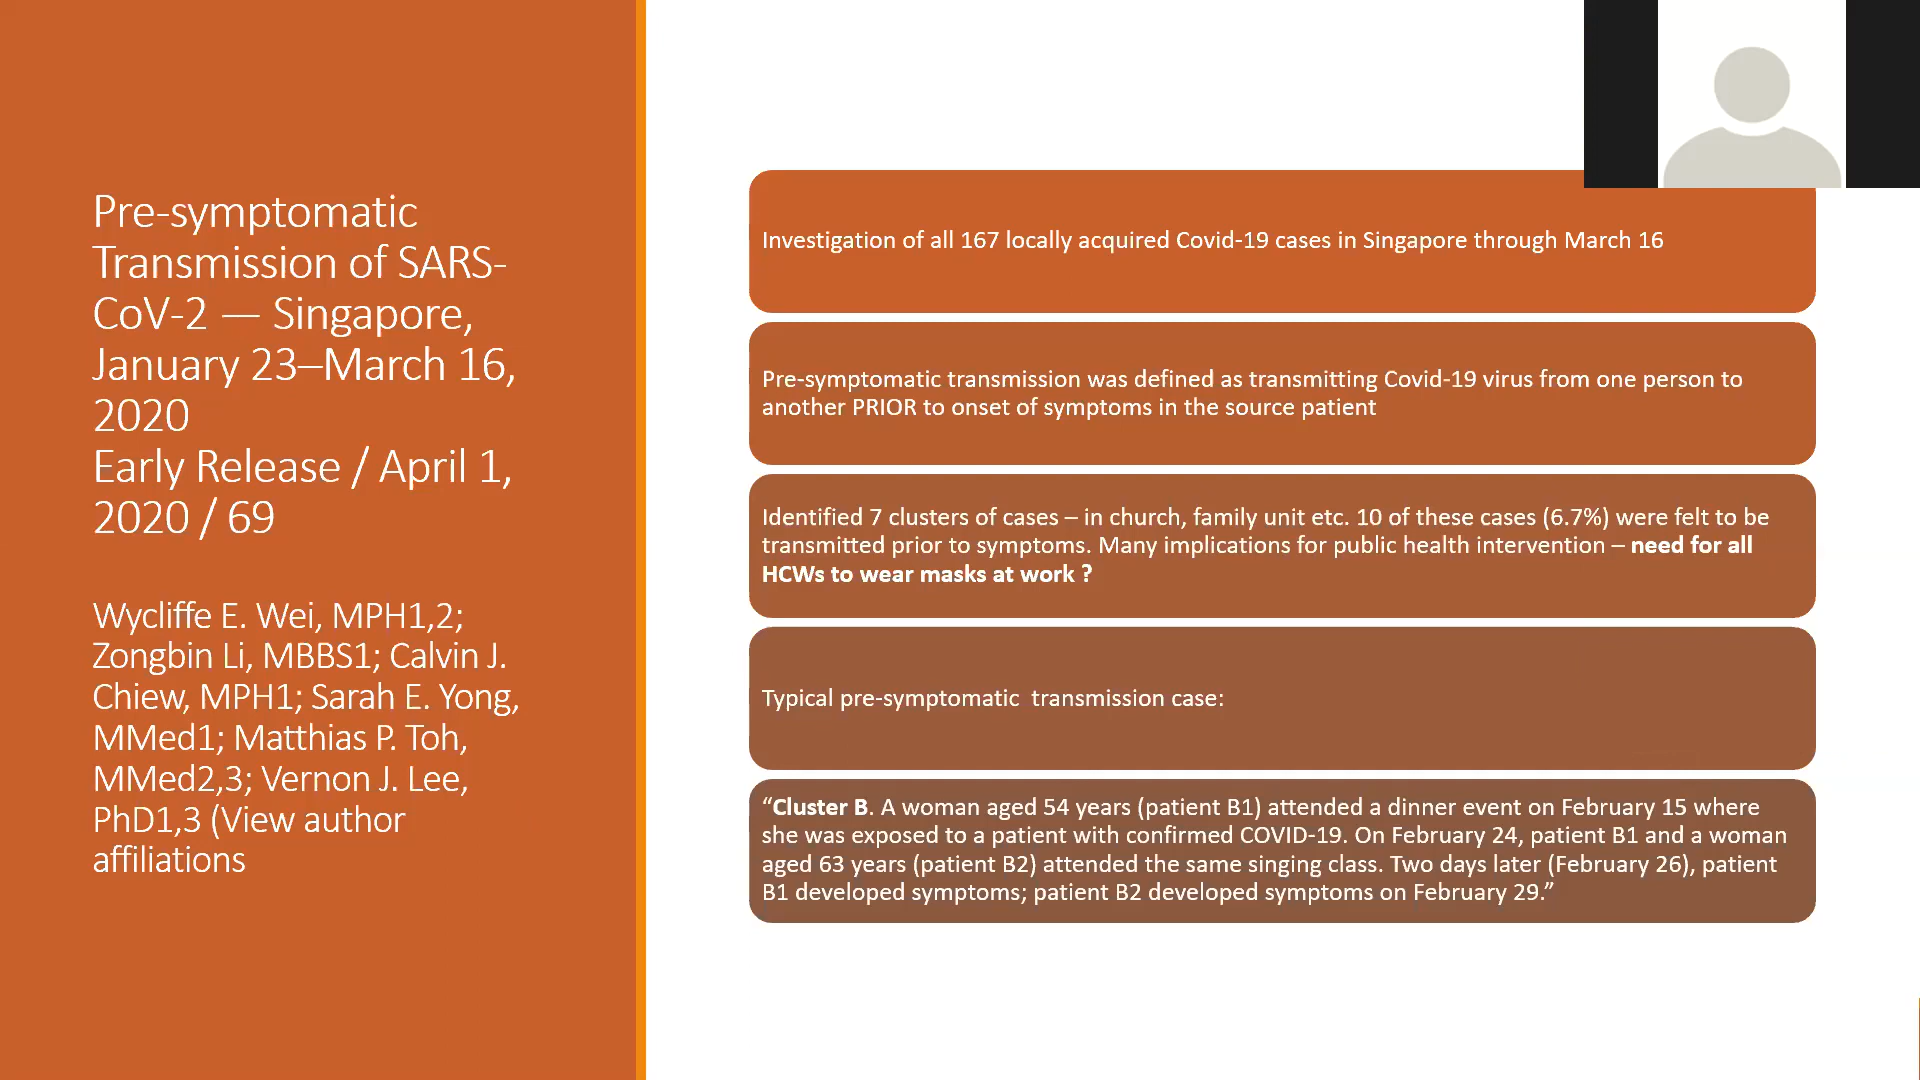 Pre-symptomatic
Transmission of SARS-
CoV-2 — Singapore,
January 23–March 16,
2020
Early Release / April 1,
2020 / 69
Wycliffe E. Wei, MPH1,2;
Zongbin Li, MBBS1; Calvin J.
Chiew, MPH1; Sarah E. Yong,
MMed1; Matthias P. Toh,
MMed2,3; Vernon J. Lee,
PhD1,3 (View author
affiliations
Investigation of all 167 locally acquired Covid-19 cases in Singapore through March 16
Pre-symptomatic transmission was defined as transmitting Covid-19 virus from one person to
another PRIOR to onset of symptoms in the source patient
Identified 7 clusters of cases – in church, family unit etc. 10 of these cases (6.7%) were felt to be
transmitted prior to symptoms. Many implications for public health intervention – need for all
HCWs to wear masks at work ?
Typical pre-symptomatic  transmission case:
“Cluster B. A woman aged 54 years (patient B1) attended a dinner event on February 15 where
she was exposed to a patient with confirmed COVID-19. On February 24, patient B1 and a woman
aged 63 years (patient B2) attended the same singing class. Two days later (February 26), patient
B1 developed symptoms; patient B2 developed symptoms on February 29.”